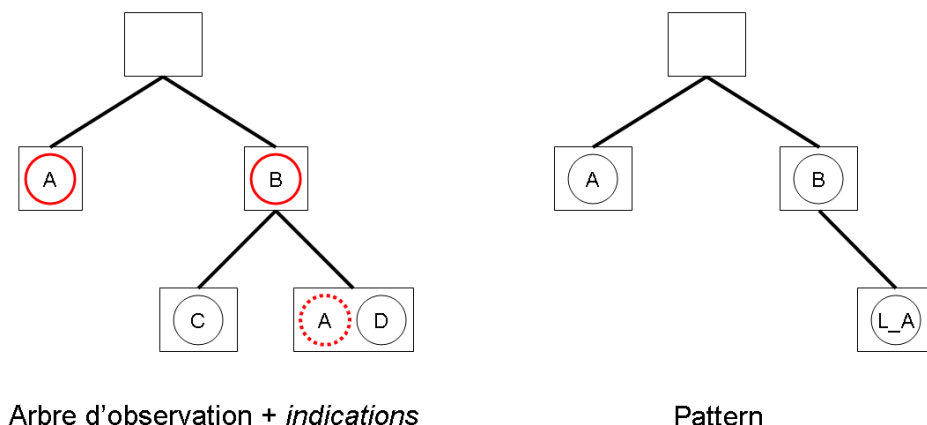 A B A B
C A D L_A
Arbre d'observation + indications Pattern